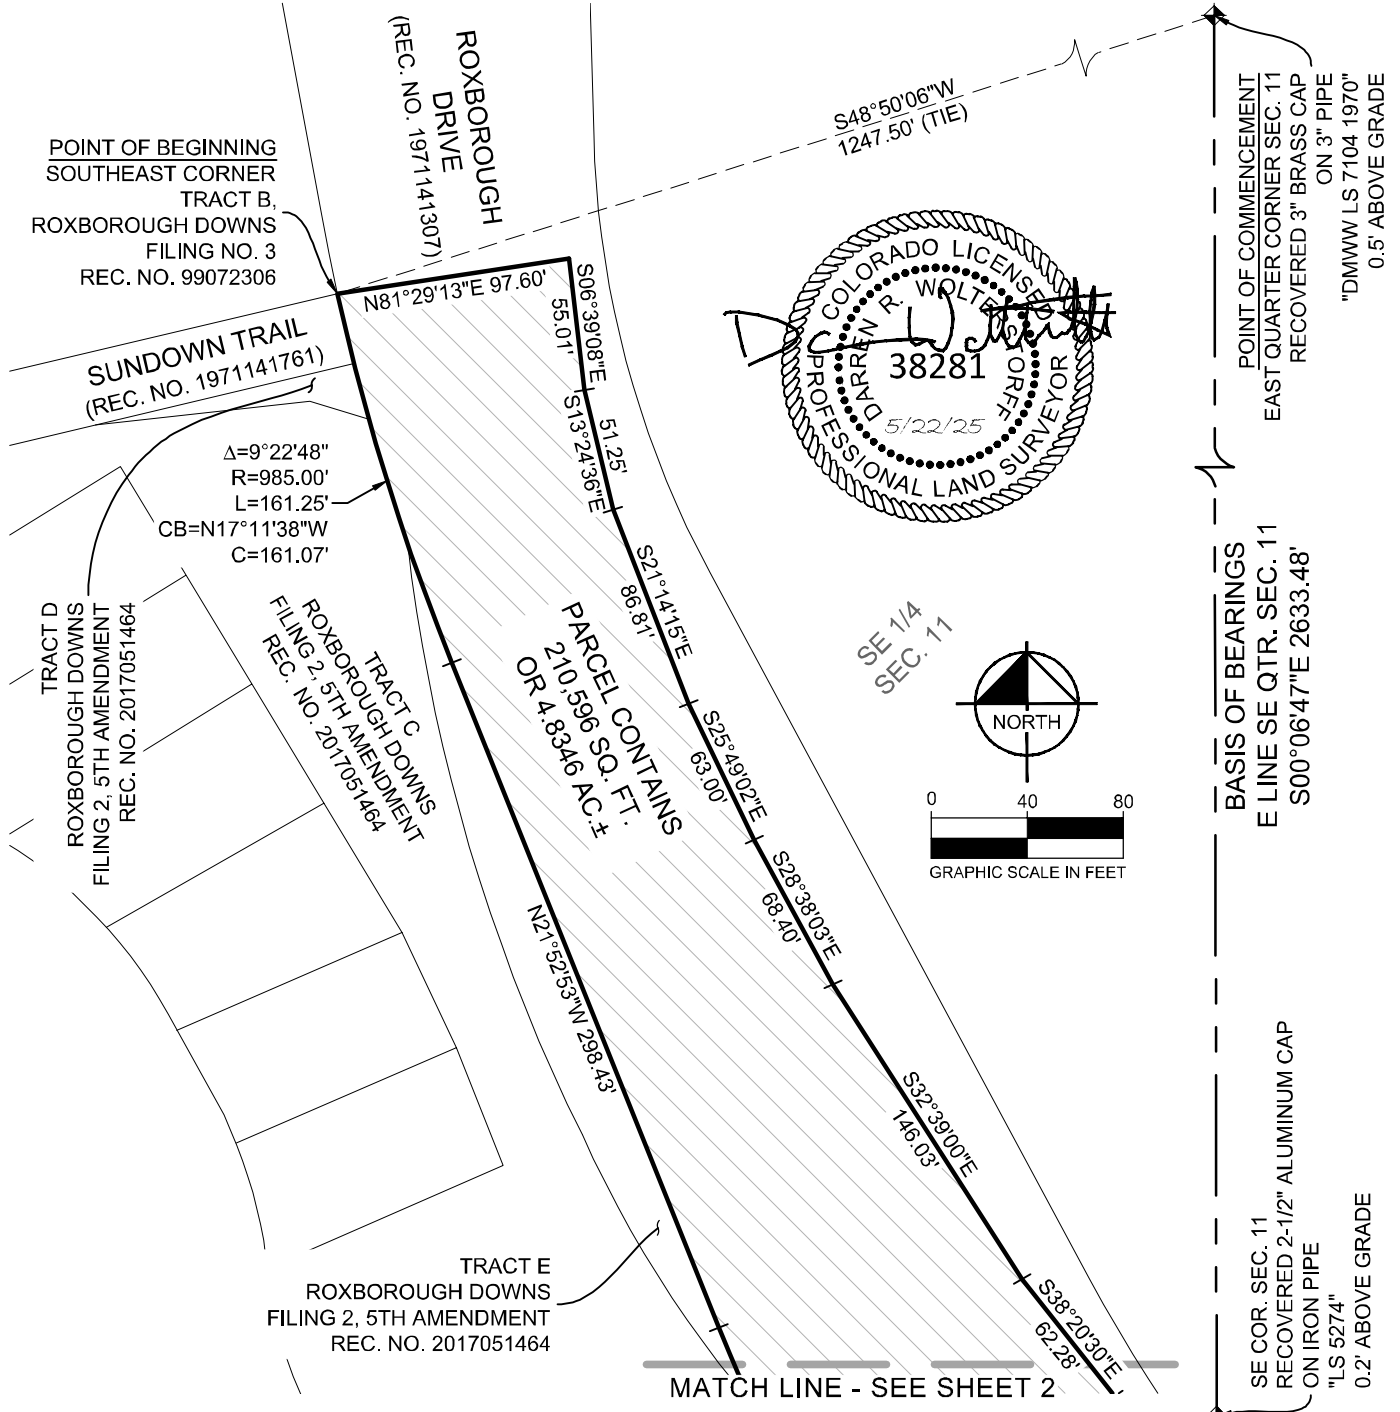 ROXBOROUGH
DRIVE
(REC. NO. 1971141307)
S48°50'06"W
1247.50' (TIE)
POINT OF COMMENCEMENT
EAST QUARTER CORNER SEC. 11
RECOVERED 3" BRASS CAP
ON 3" PIPE
"DMWW LS 7104 1970"
0.5' ABOVE GRADE
POINT OF BEGINNING
SOUTHEAST CORNER
TRACT B,
ROXBOROUGH DOWNS
FILING NO. 3
REC. NO. 99072306
N81°29'13"E 97.60'
S06°39'08"E
55.01'
SUNDOWN TRAIL
(REC. NO. 1971141761)
COLORADO LICENSED
DARREN R. WOLTERSTORFF
38281
5/22/25
PROFESSIONAL LAND SURVEYOR
S13°24'36"E
51.25'
Δ=9°22'48"
R=985.00'
L=161.25'
CB=N17°11'38"W
C=161.07'
S21°14'15"E
86.81'
TRACT D
ROXBOROUGH DOWNS
FILING 2, 5TH AMENDMENT
REC. NO. 2017051464
TRACT C
ROXBOROUGH DOWNS
FILING 2, 5TH AMENDMENT
REC. NO. 2017051464
PARCEL CONTAINS
210,596 SQ. FT.
OR 4.8346 AC.±
SE 1/4
SEC. 11
NORTH
BASIS OF BEARINGS
E LINE SE QTR. SEC. 11
S00°06'47"E 2633.48'
S25°49'02"E
63.00'
0 40 80
GRAPHIC SCALE IN FEET
S28°38'03"E
68.40'
N21°52'53"W 298.43'
S32°39'00"E
146.03'
TRACT E
ROXBOROUGH DOWNS
FILING 2, 5TH AMENDMENT
REC. NO. 2017051464
S38°20'30"E
62.28'
SE COR. SEC. 11
RECOVERED 2-1/2" ALUMINUM CAP
ON IRON PIPE
"LS 5274"
0.2' ABOVE GRADE
MATCH LINE - SEE SHEET 2